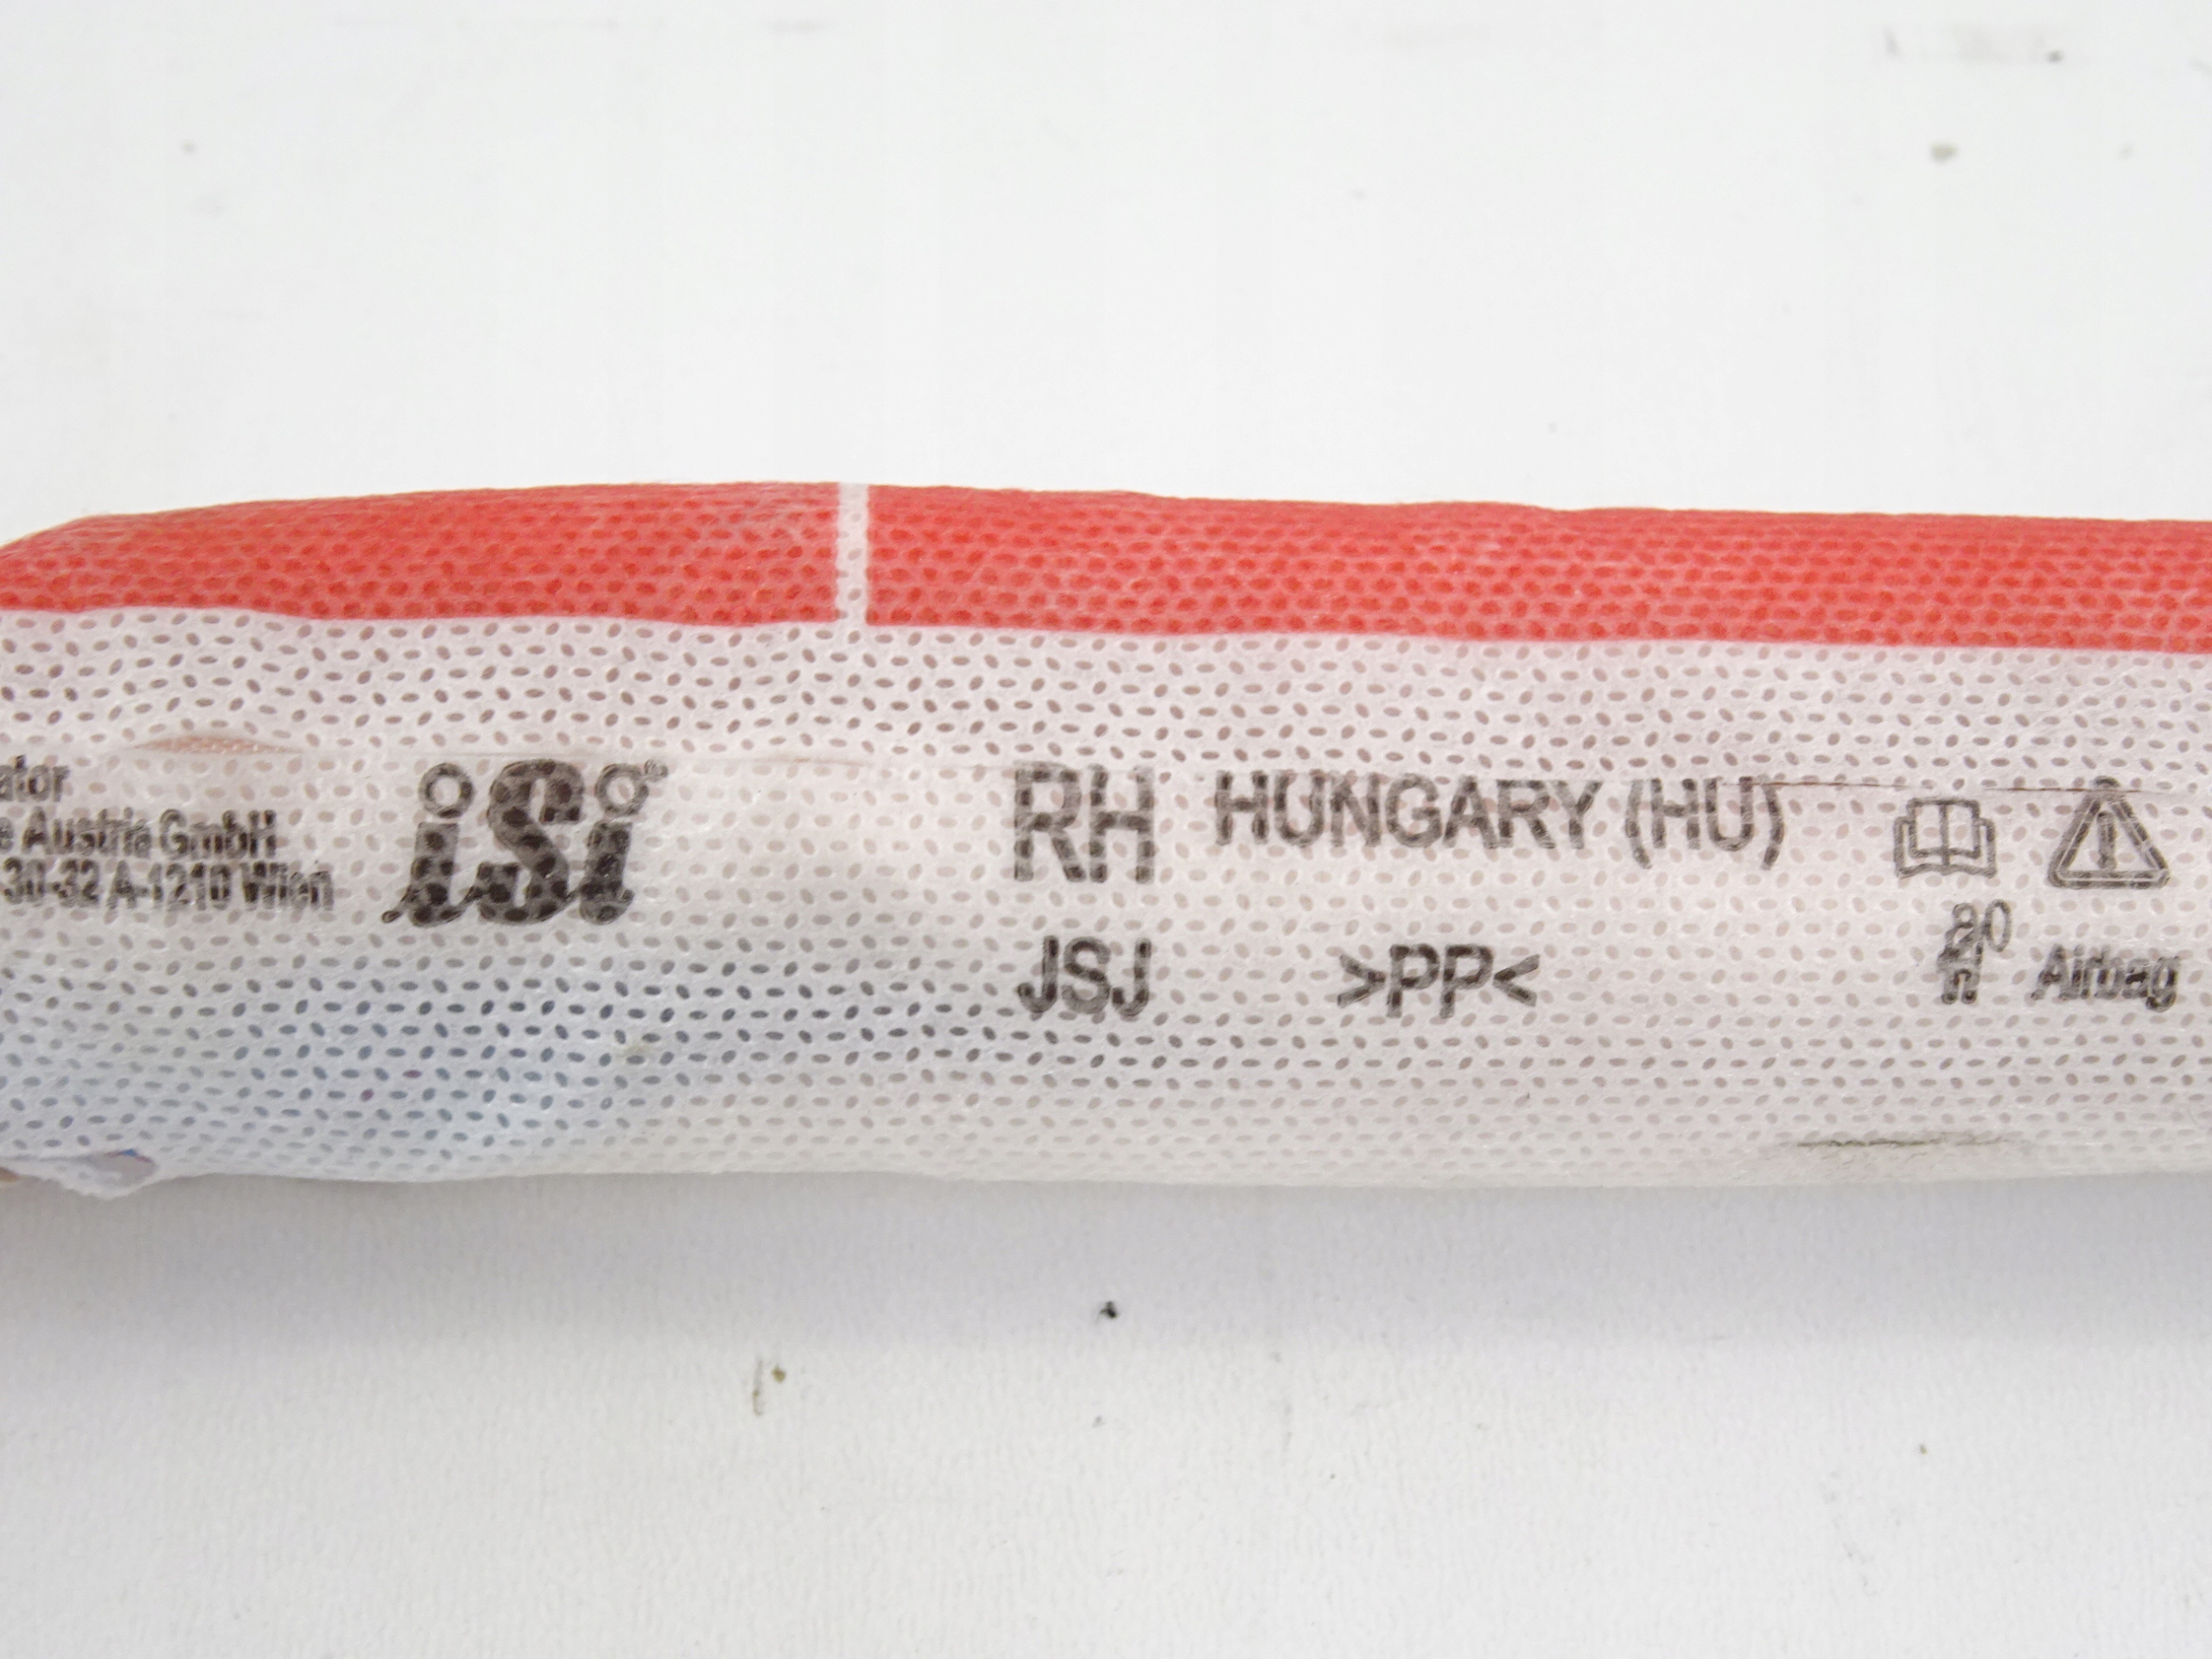 ator
e Austria GmbH
30-32 A-1210 Wien
iSi®
RH HUNGARY (HU)
JSJ >PP<
Airbag